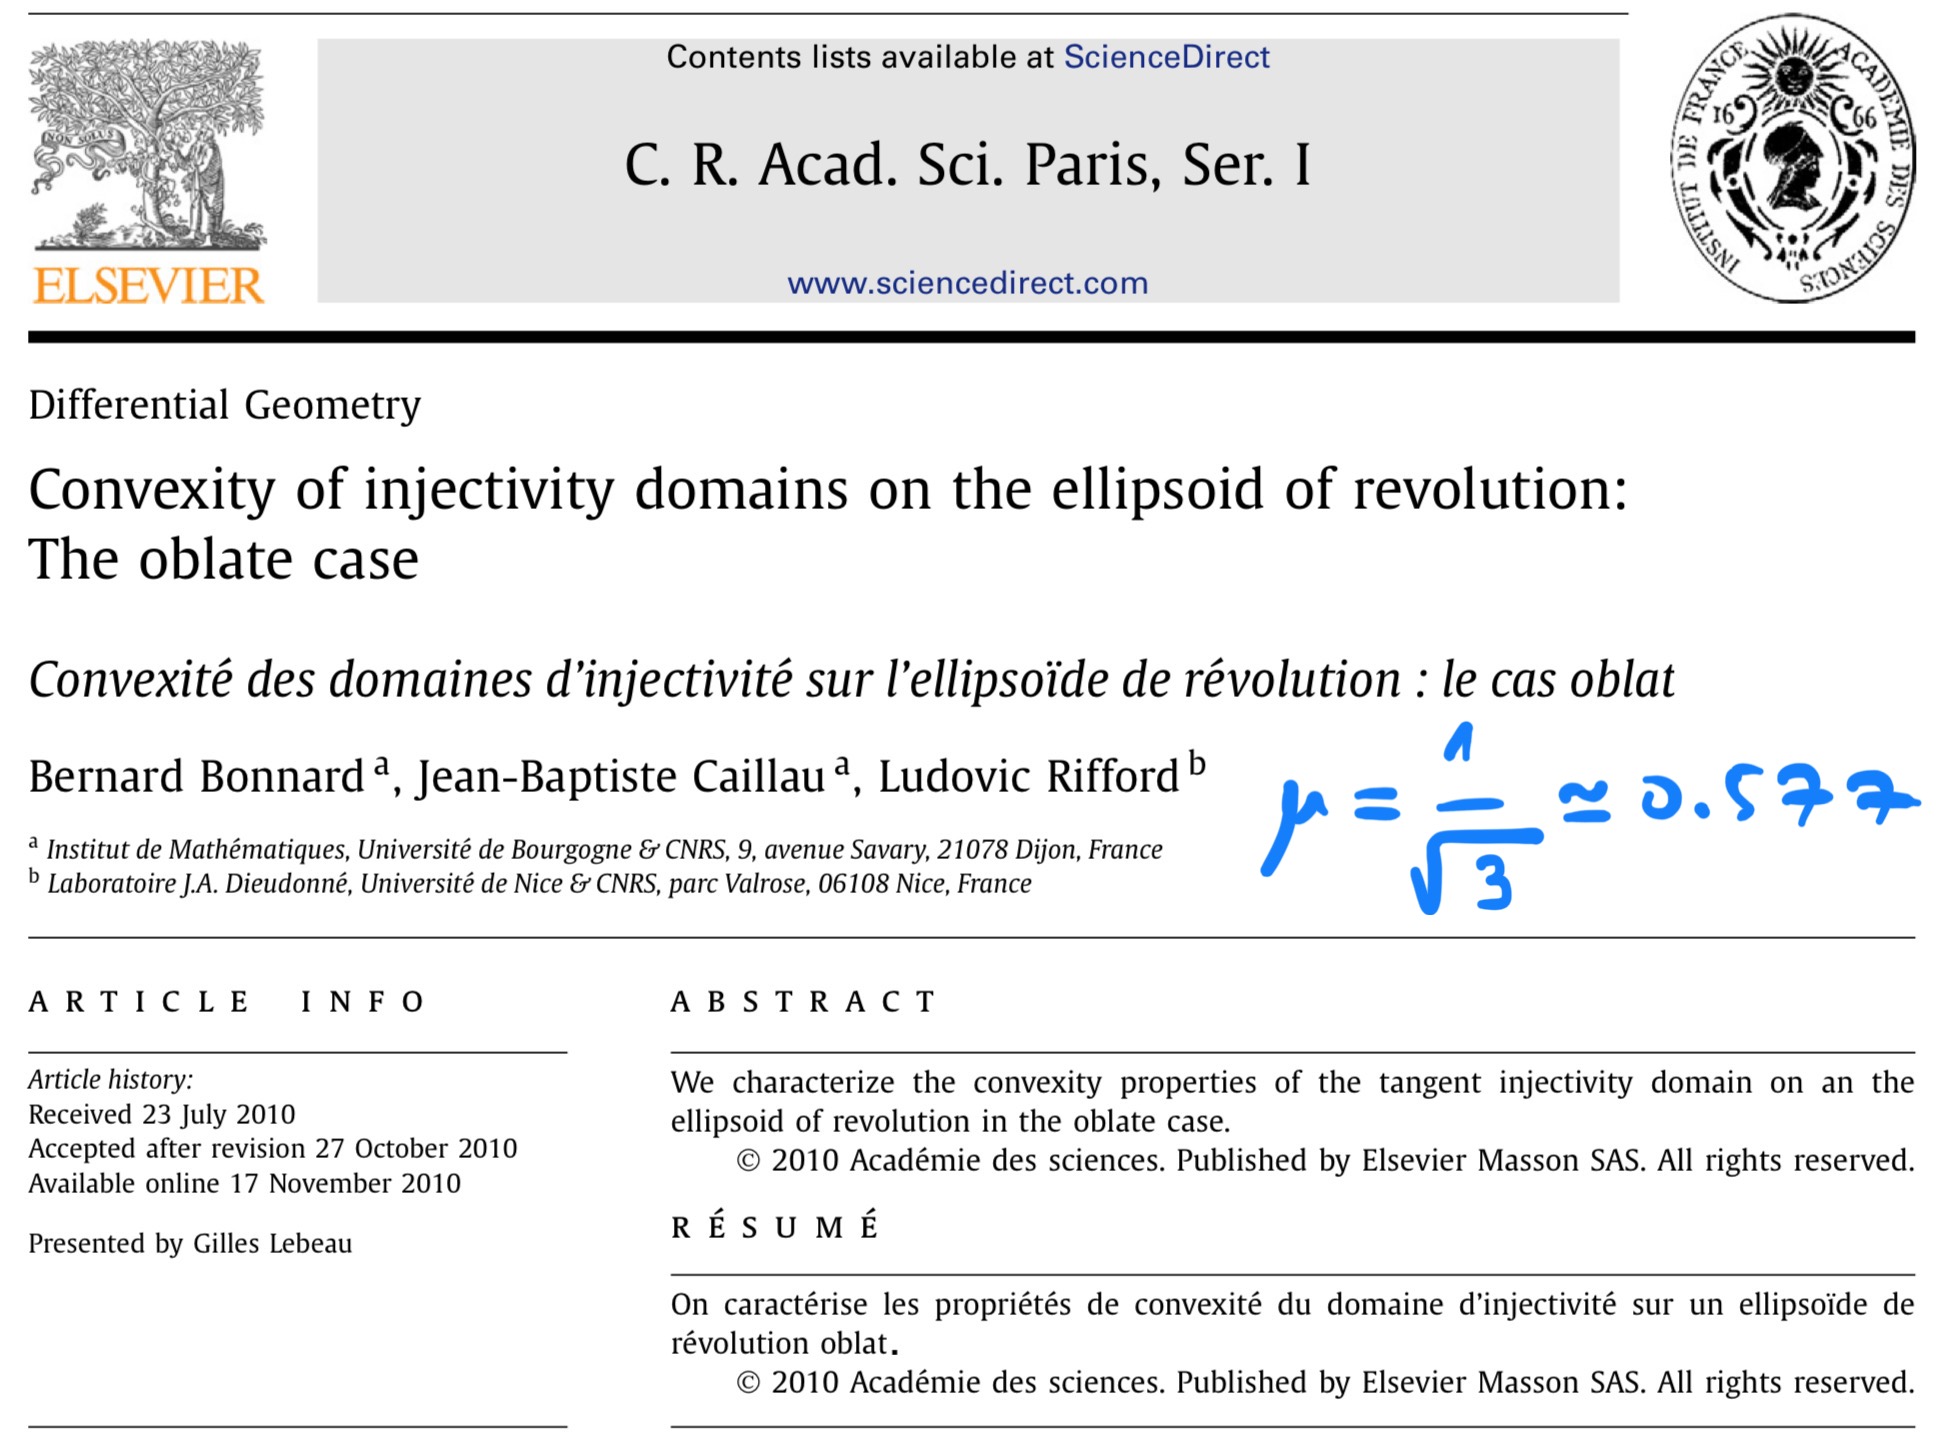 Contents lists available at ScienceDirect
C. R. Acad. Sci. Paris, Ser. I
www.sciencedirect.com
NON SOLUS
ELSEVIER
INSTITUT DE FRANCE
ACADEMIE DES SCIENCES
1666
Differential Geometry
Convexity of injectivity domains on the ellipsoid of revolution:
The oblate case
Convexité des domaines d'injectivité sur l'ellipsoïde de révolution : le cas oblat
Bernard Bonnard a, Jean-Baptiste Caillau a, Ludovic Rifford b
μ = 1/√3 ≃ 0.577
a Institut de Mathématiques, Université de Bourgogne & CNRS, 9, avenue Savary, 21078 Dijon, France
b Laboratoire J.A. Dieudonné, Université de Nice & CNRS, parc Valrose, 06108 Nice, France
ARTICLE INFO
Article history:
Received 23 July 2010
Accepted after revision 27 October 2010
Available online 17 November 2010
Presented by Gilles Lebeau
ABSTRACT
We characterize the convexity properties of the tangent injectivity domain on an the
ellipsoid of revolution in the oblate case.
© 2010 Académie des sciences. Published by Elsevier Masson SAS. All rights reserved.
RÉSUMÉ
On caractérise les propriétés de convexité du domaine d'injectivité sur un ellipsoïde de
révolution oblat.
© 2010 Académie des sciences. Published by Elsevier Masson SAS. All rights reserved.